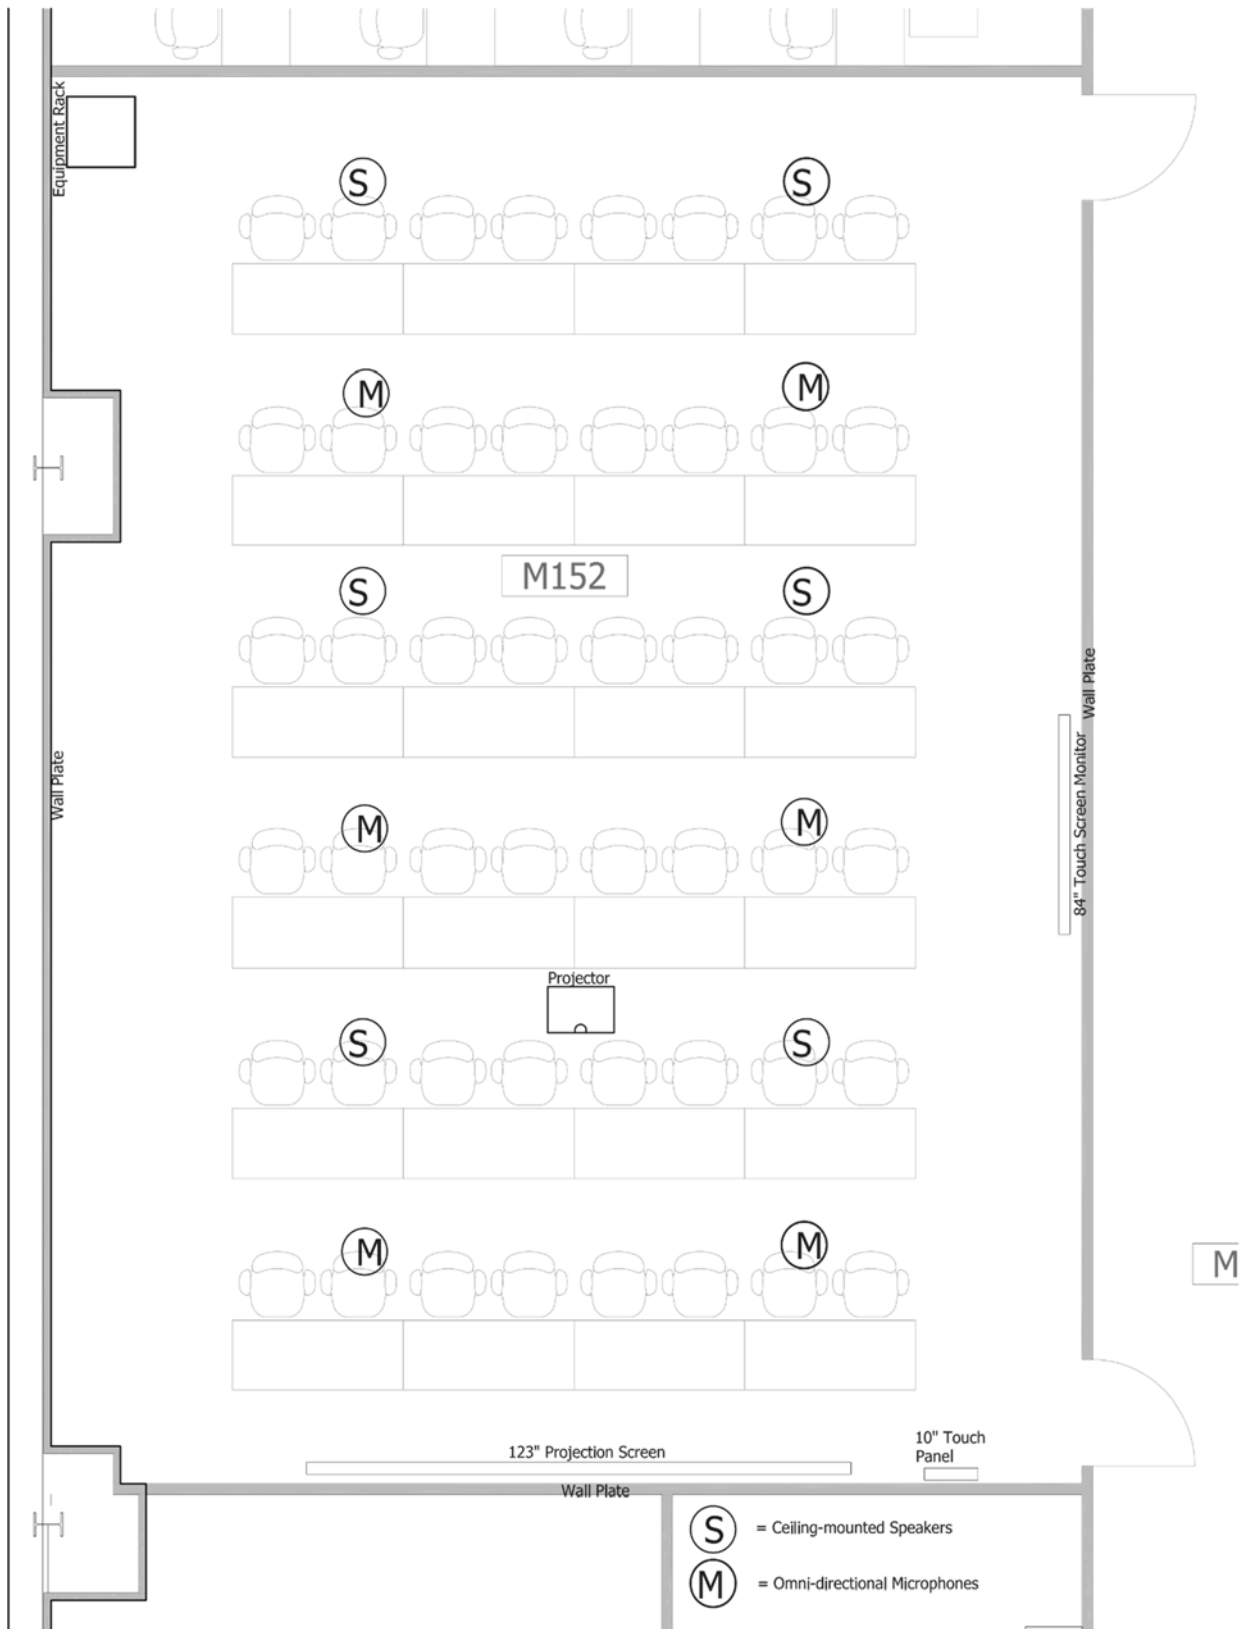 Equipment Rack
S
S
M
M
M152
S
S
Wall Plate
Wall Plate
84" Touch Screen Monitor
M
M
Projector
S
S
M
M
M
123" Projection Screen
10" Touch
Panel
Wall Plate
S = Ceiling-mounted Speakers
M = Omni-directional Microphones